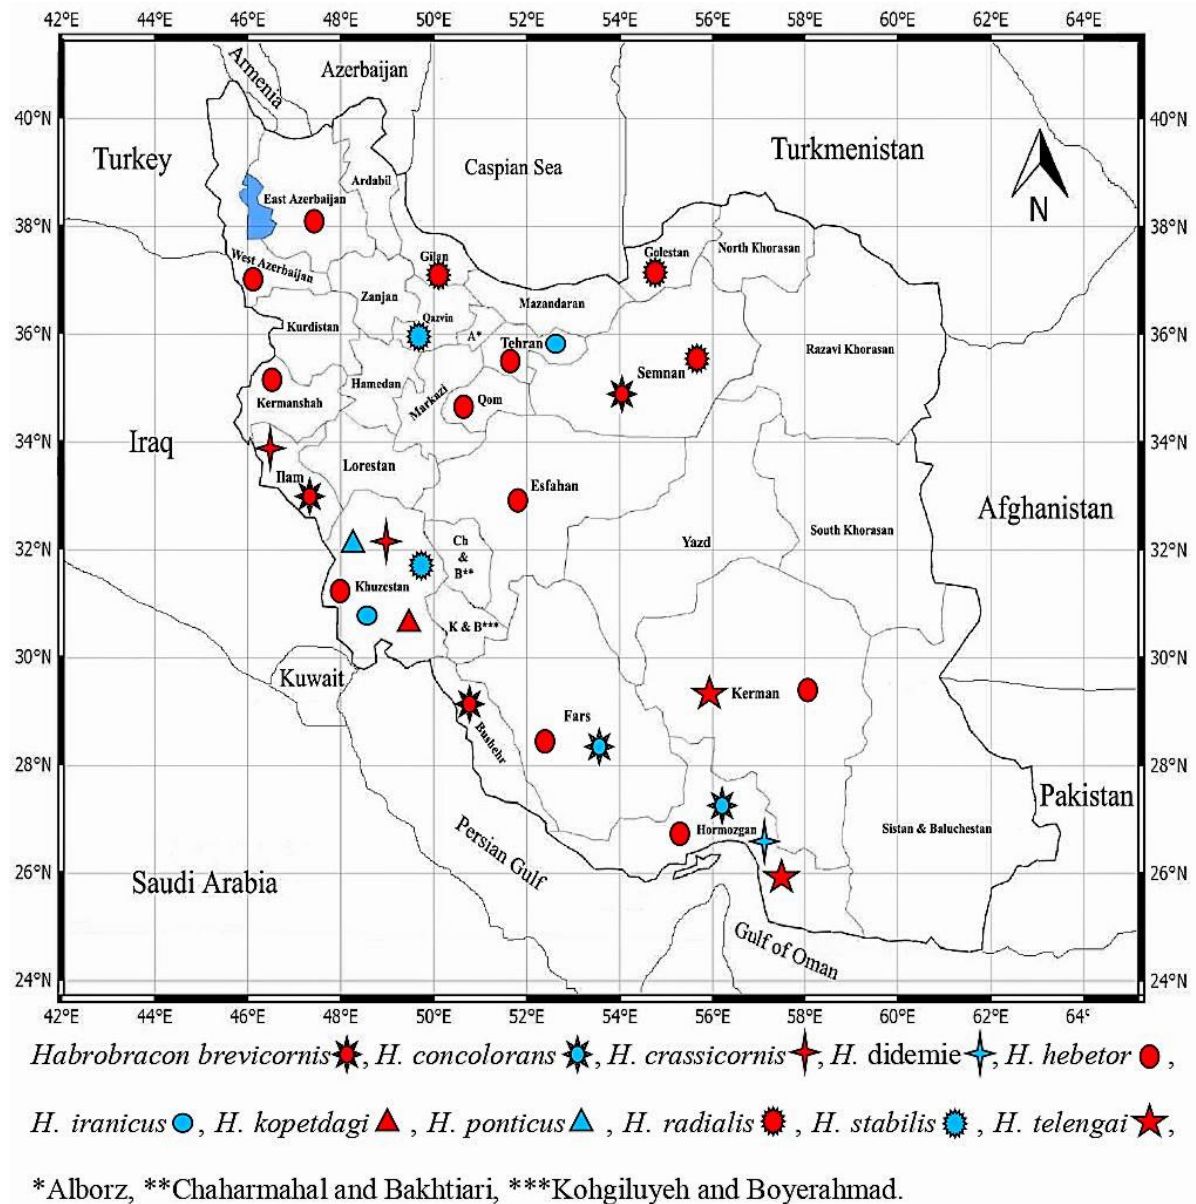 42°E 44°E 46°E 48°E 50°E 52°E 54°E 56°E 58°E 60°E 62°E 64°E
Armenia
Azerbaijan
40°N 40°N
Turkey
Caspian Sea
Turkmenistan
Ardabil
East Azerbaijan
N
38°N 38°N
West Azerbaijan
Gilan
Golestan
North Khorasan
Zanjan
Mazandaran
Qazvin
Kurdistan
36°N 36°N
A*
Tehran
Razavi Khorasan
Hamedan
Semnan
Kermanshah
Markazi
Qom
34°N 34°N
Iraq
Ilam
Lorestan
Esfahan
Afghanistan
South Khorasan
32°N 32°N
Ch
&
B**
Yazd
Khuzestan
K & B***
30°N 30°N
Kuwait
Kerman
Fars
Bushehr
28°N 28°N
Pakistan
Hormozgan
Sistan & Baluchestan
Persian Gulf
26°N 26°N
Saudi Arabia
Gulf of Oman
24°N 24°N
42°E 44°E 46°E 48°E 50°E 52°E 54°E 56°E 58°E 60°E 62°E 64°E
Habrobracon brevicornis, H. concolorans, H. crassicornis, H. didemie, H. hebetor,
H. iranicus, H. kopetdagi, H. ponticus, H. radialis, H. stabilis, H. telengai,
*Alborz, **Chaharmahal and Bakhtiari, ***Kohgiluyeh and Boyerahmad.